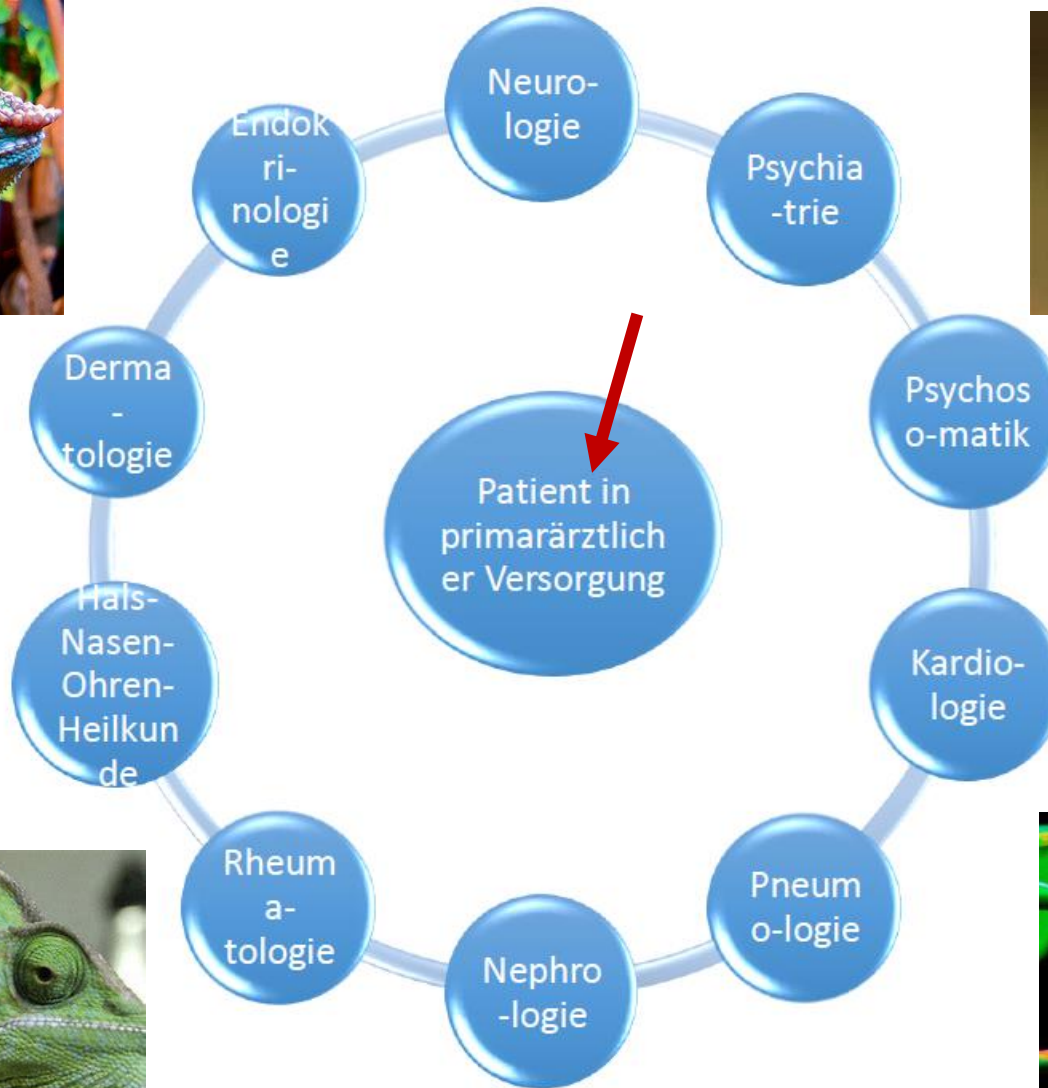 Neuro-
logie
Psychia
-trie
Psychos
o-matik
Kardio-
logie
Pneum
o-logie
Nephro
-logie
Rheum
a-
tologie
Hals-
Nasen-
Ohren-
Heilkun
de
Derma
-
tologie
Endok
ri-
nologi
e
Patient in
primarärztlich
er Versorgung